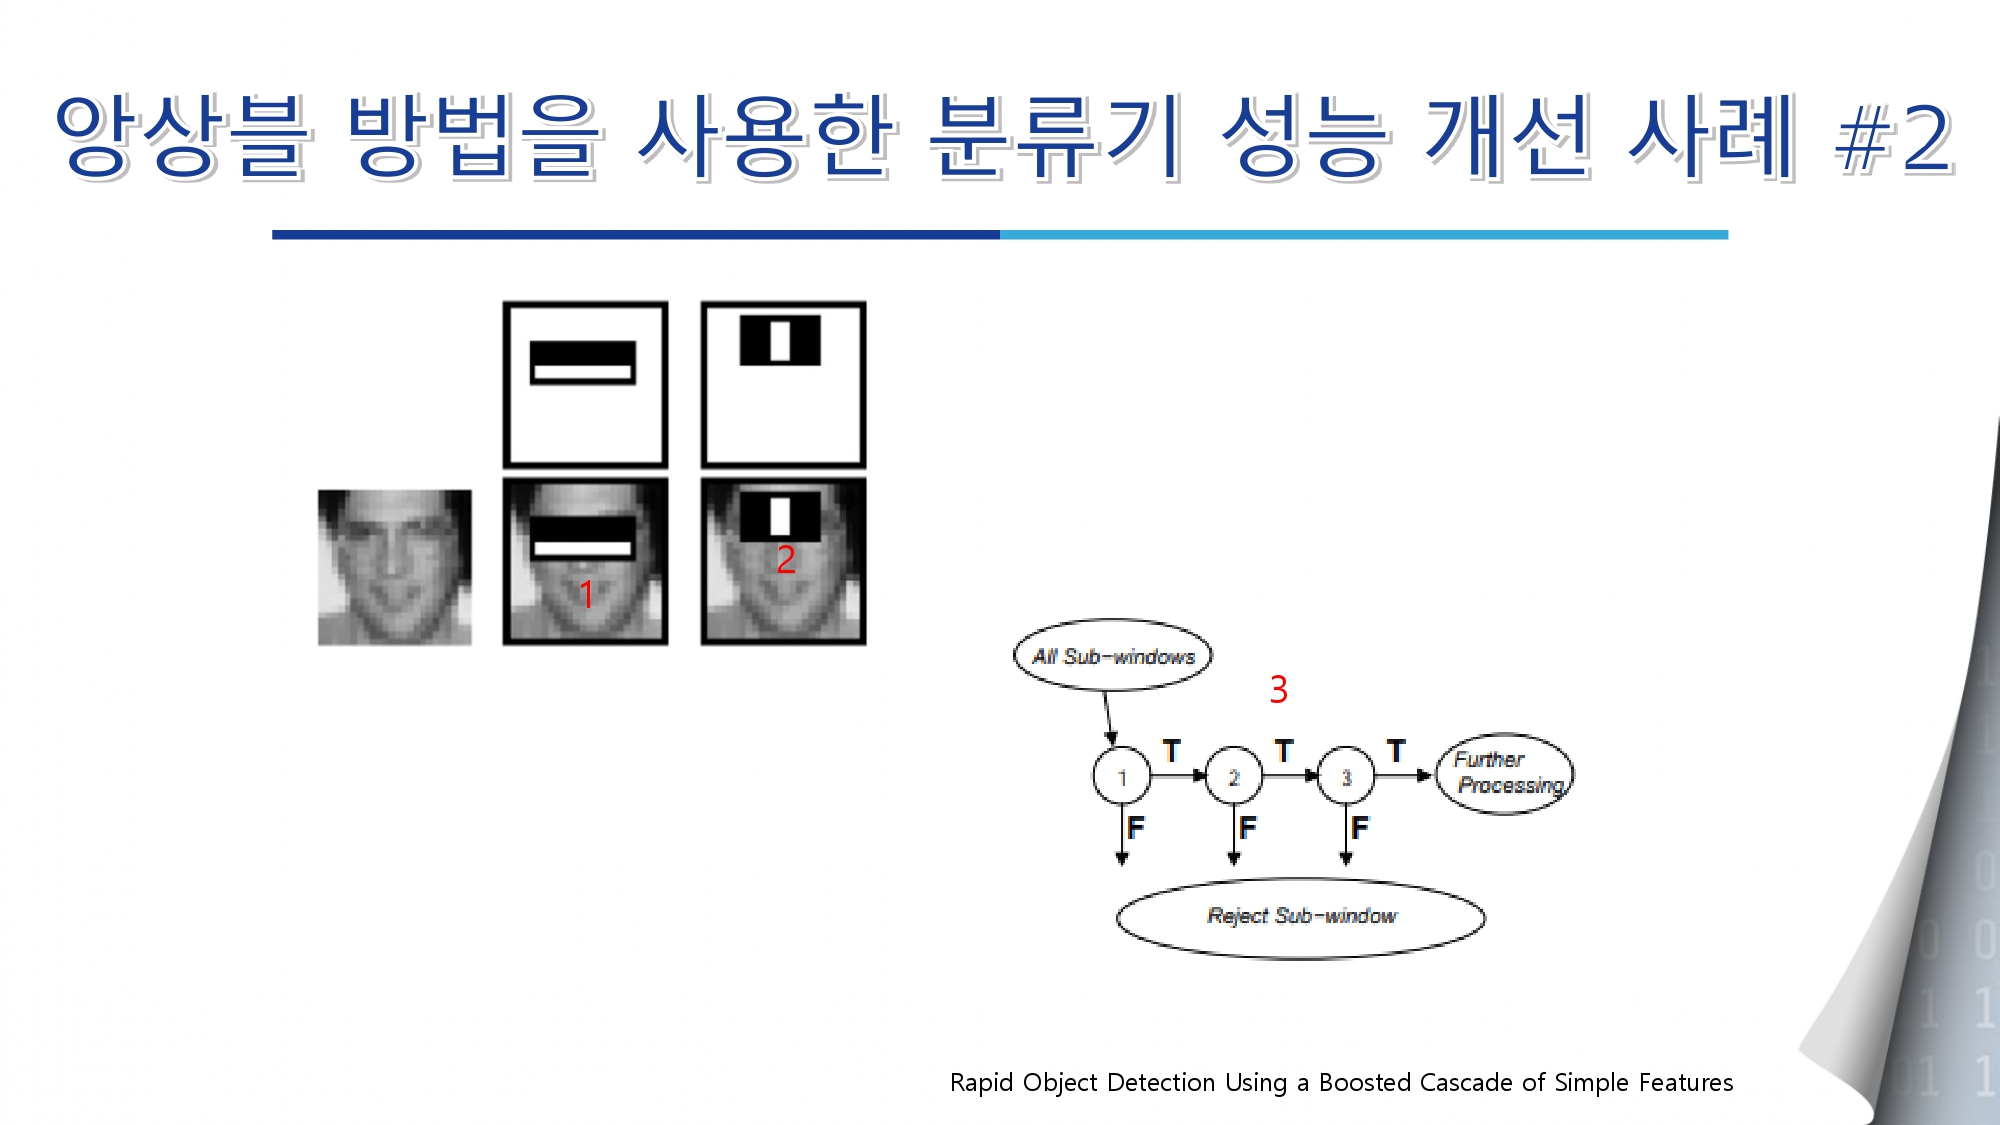 앙상블 방법을 사용한 분류기 성능 개선 사례 #2
1
2
All Sub-windows
3
T
T
T
1
2
3
Further
Processing
F
F
F
Reject Sub-window
Rapid Object Detection Using a Boosted Cascade of Simple Features